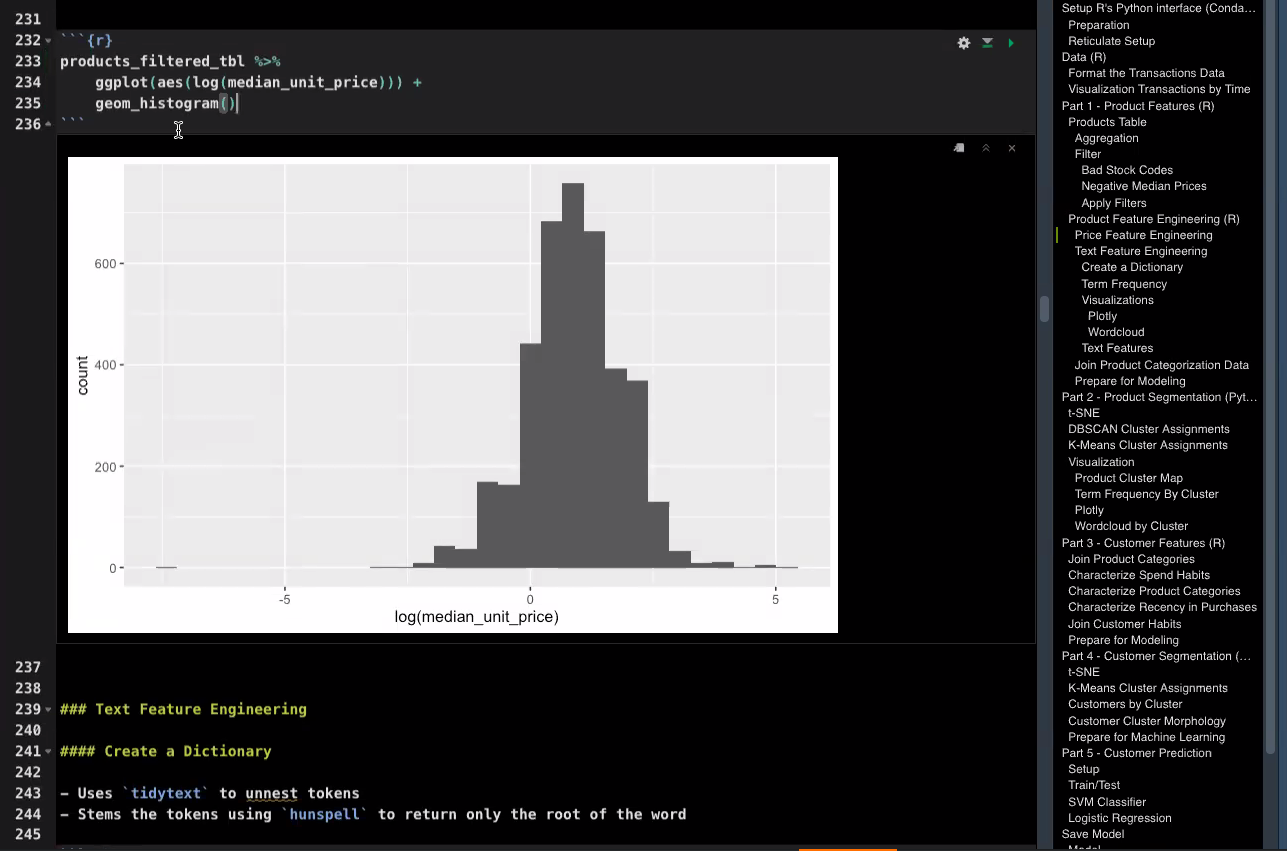 231
232 ```{r}
233 products_filtered_tbl %>%
234     ggplot(aes(log(median_unit_price))) +
235     geom_histogram()
236 ```
600
400
200
0
count
-5 0 5
log(median_unit_price)
237
238
239 ### Text Feature Engineering
240
241 #### Create a Dictionary
242
243 – Uses `tidytext` to unnest tokens
244 – Stems the tokens using `hunspell` to return only the root of the word
245
Setup R's Python interface (Conda...
Preparation
Reticulate Setup
Data (R)
Format the Transactions Data
Visualization Transactions by Time
Part 1 - Product Features (R)
Products Table
Aggregation
Filter
Bad Stock Codes
Negative Median Prices
Apply Filters
Product Feature Engineering (R)
Price Feature Engineering
Text Feature Engineering
Create a Dictionary
Term Frequency
Visualizations
Plotly
Wordcloud
Text Features
Join Product Categorization Data
Prepare for Modeling
Part 2 - Product Segmentation (Pyt...
t-SNE
DBSCAN Cluster Assignments
K-Means Cluster Assignments
Visualization
Product Cluster Map
Term Frequency By Cluster
Plotly
Wordcloud by Cluster
Part 3 - Customer Features (R)
Join Product Categories
Characterize Spend Habits
Characterize Product Categories
Characterize Recency in Purchases
Join Customer Habits
Prepare for Modeling
Part 4 - Customer Segmentation (...
t-SNE
K-Means Cluster Assignments
Customers by Cluster
Customer Cluster Morphology
Prepare for Machine Learning
Part 5 - Customer Prediction
Setup
Train/Test
SVM Classifier
Logistic Regression
Save Model